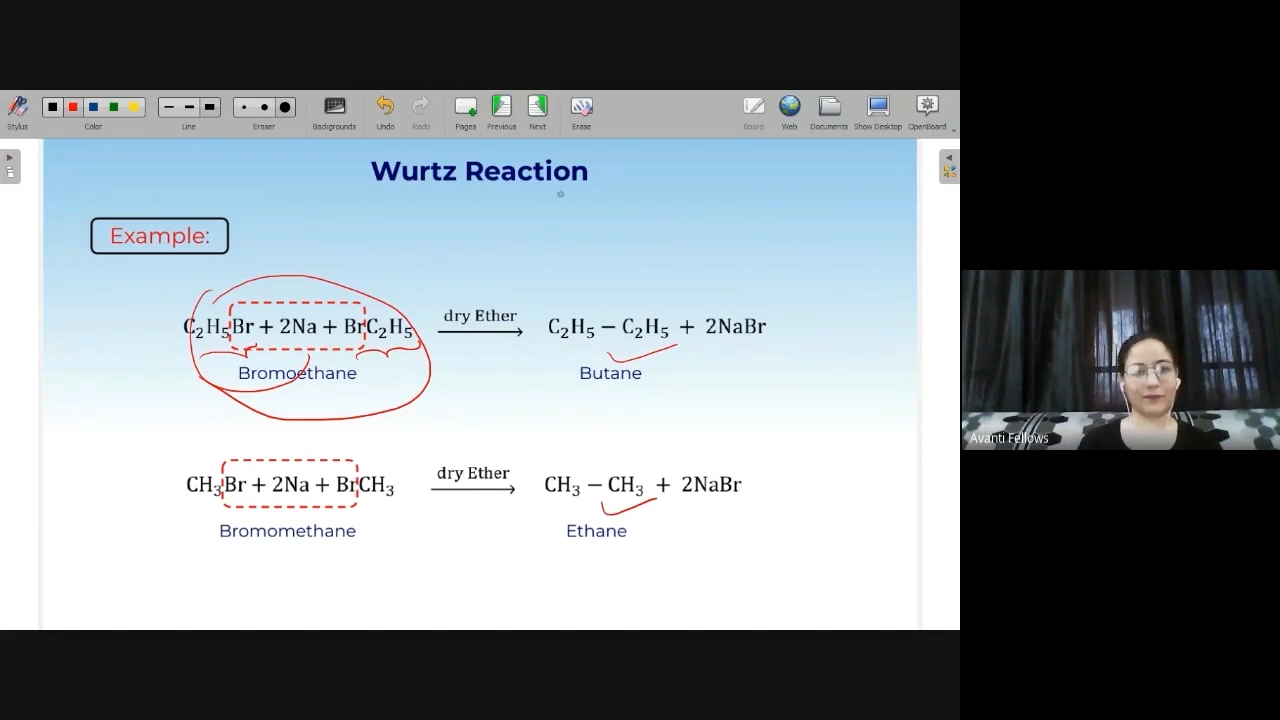 Stylus Color Line Eraser Backgrounds Undo Redo Pages Previous Next Erase Board Web Documents Show Desktop OpenBoard
Wurtz Reaction
Example:
C₂H₅Br + 2Na + BrC₂H₅ dry Ether⟶ C₂H₅ − C₂H₅ + 2NaBr
Bromoethane Butane
CH₃Br + 2Na + BrCH₃ dry Ether⟶ CH₃ − CH₃ + 2NaBr
Bromomethane Ethane
Avanti Fellows